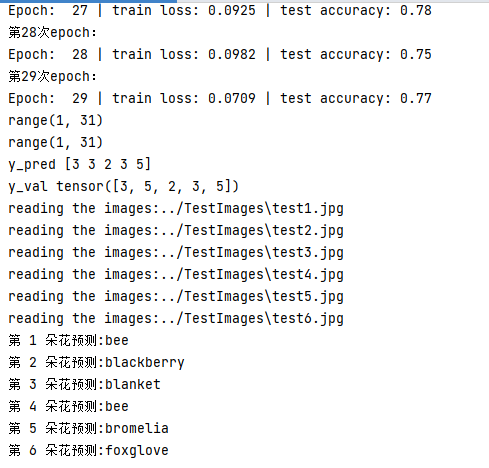 Epoch:  27 | train loss: 0.0925 | test accuracy: 0.78
第28次epoch:
Epoch:  28 | train loss: 0.0982 | test accuracy: 0.75
第29次epoch:
Epoch:  29 | train loss: 0.0709 | test accuracy: 0.77
range(1, 31)
range(1, 31)
y_pred [3 3 2 3 5]
y_val tensor([3, 5, 2, 3, 5])
reading the images:../TestImages\test1.jpg
reading the images:../TestImages\test2.jpg
reading the images:../TestImages\test3.jpg
reading the images:../TestImages\test4.jpg
reading the images:../TestImages\test5.jpg
reading the images:../TestImages\test6.jpg
第 1 朵花预测:bee
第 2 朵花预测:blackberry
第 3 朵花预测:blanket
第 4 朵花预测:bee
第 5 朵花预测:bromelia
第 6 朵花预测:foxglove